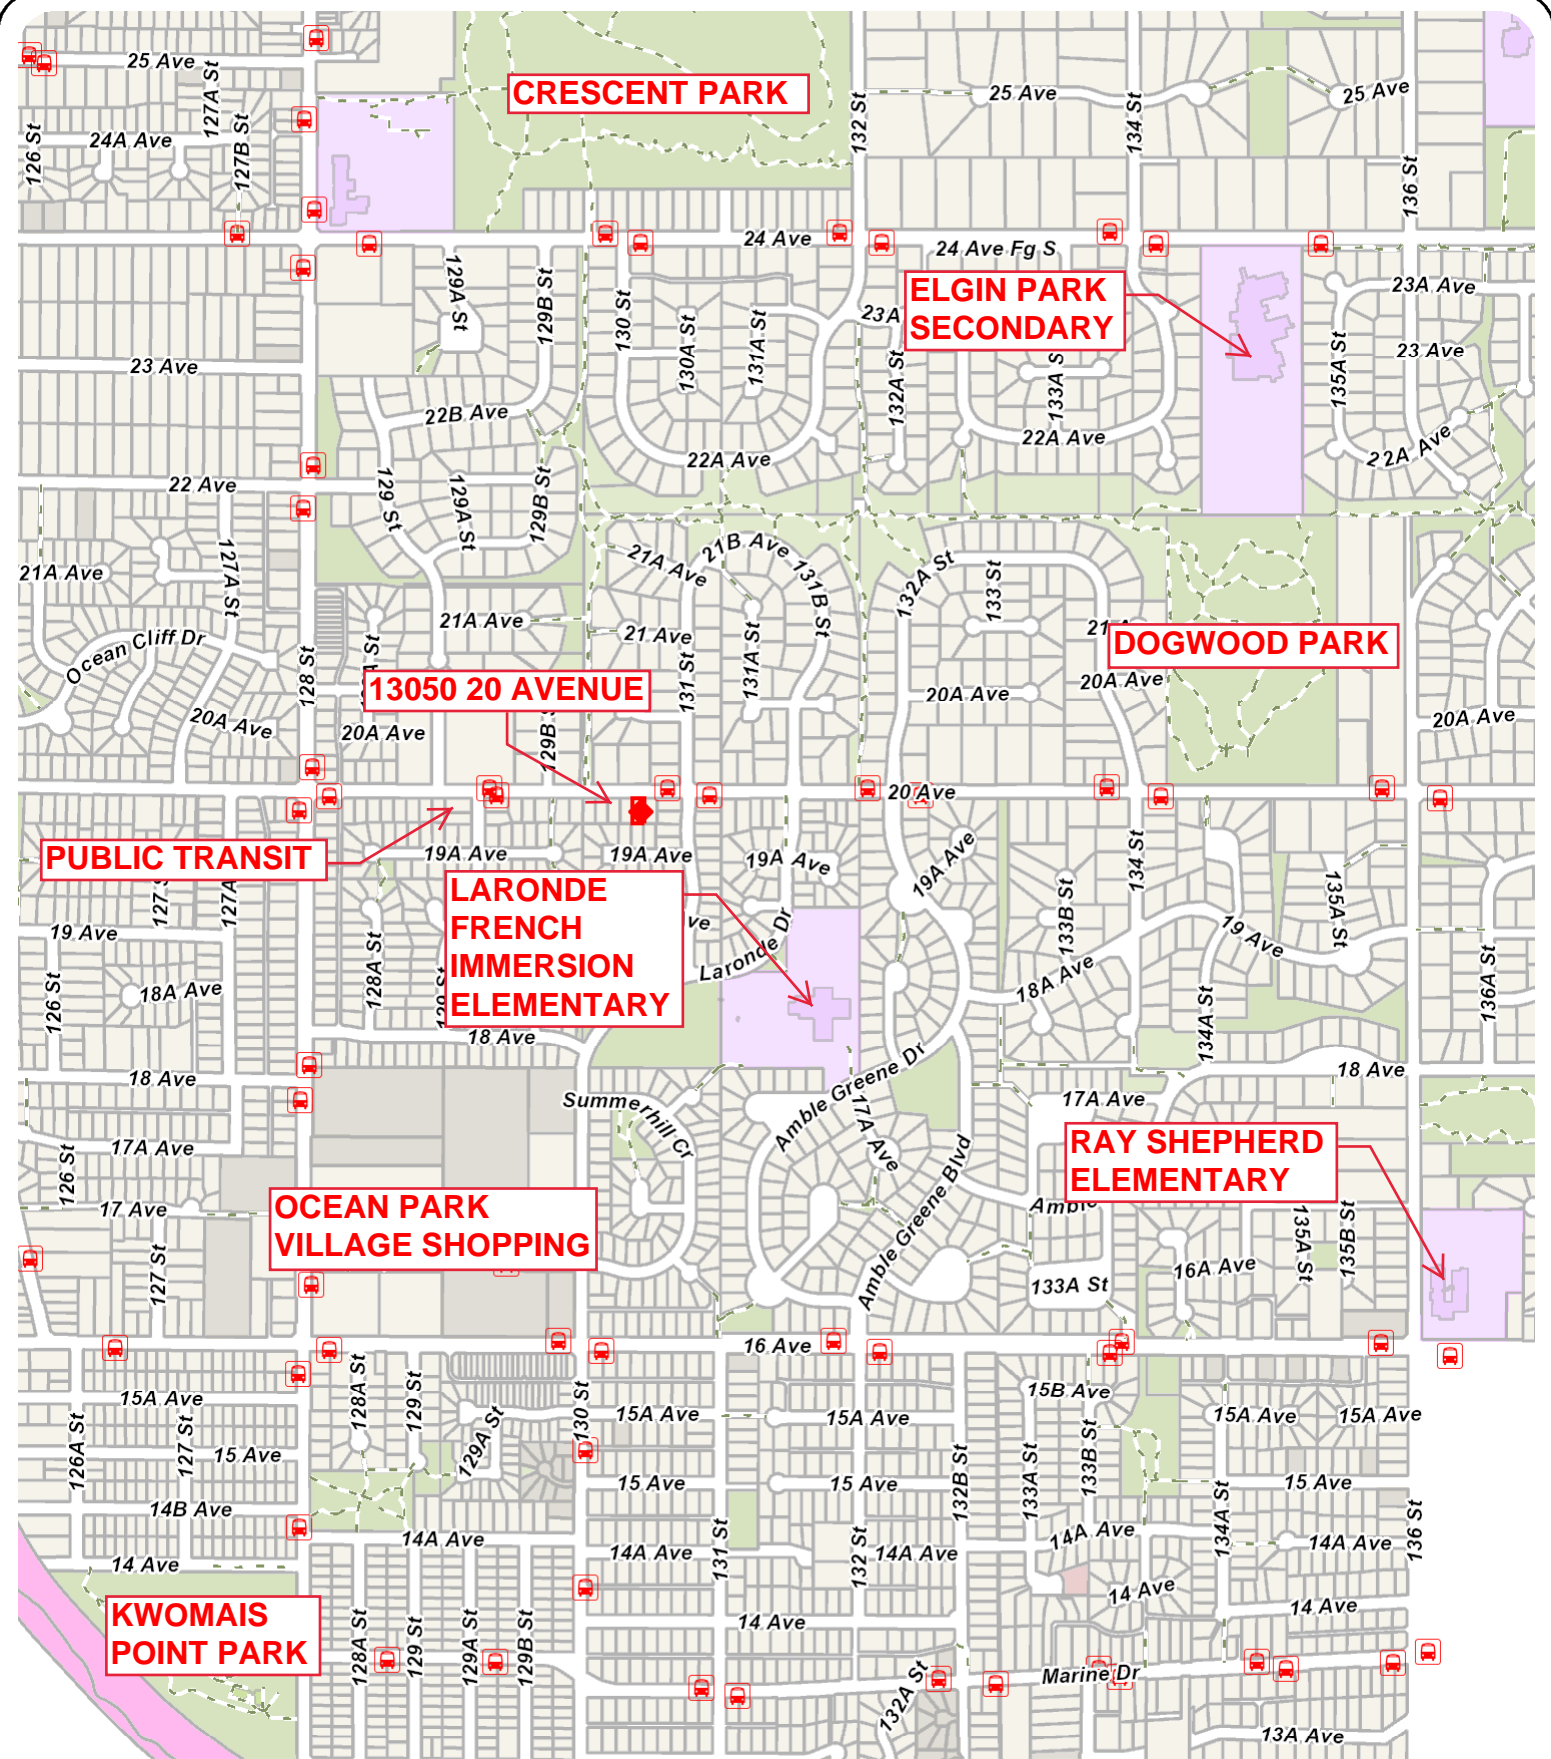 25 Ave
127A St
CRESCENT PARK
132 St
25 Ave
134 St
25 Ave
126 St
24A Ave
127B St
136 St
24 Ave
24 Ave Fg S
129A St
129B St
130 St
130A St
131A St
23A
ELGIN PARK
SECONDARY
23A Ave
23 Ave
132A St
133A S
135A St
23 Ave
22B Ave
22A Ave
22A Ave
22A Ave
22 Ave
129 St
129A St
129B St
21A Ave
127A St
21A Ave
21B Ave
131B St
132A St
133 St
21A Ave
21 Ave
Ocean Cliff Dr
128 St
131 St
131A St
DOGWOOD PARK
13050 20 AVENUE
20A Ave
20A Ave
20A Ave
20A Ave
20A Ave
129B S
20 Ave
PUBLIC TRANSIT
19A Ave
19A Ave
19A Ave
19A Ave
134 St
127A
LARONDE
FRENCH
IMMERSION
ELEMENTARY
19 Ave
128A St
ve
Laronde Dr
133B St
135A St
19 Ave
126 St
18A Ave
18A Ave
136A St
134A St
18 Ave
18 Ave
18 Ave
Summerhill Cr
Amble Greene Dr
17A Ave
17A Ave
17A Ave
126 St
RAY SHEPHERD
ELEMENTARY
17 Ave
OCEAN PARK
VILLAGE SHOPPING
Amble Greene Blvd
127 St
16A Ave
135A St
135B St
133A St
16 Ave
15A Ave
128A St
129 St
130 St
15A Ave
15A Ave
15B Ave
15A Ave
15A Ave
126A St
127 St
15 Ave
129A St
15 Ave
15 Ave
132B St
133A St
133B St
15 Ave
14B Ave
14A Ave
14A Ave
131 St
132 St
14A Ave
14A Ave
134A St
14A Ave
136 St
14 Ave
14 Ave
14 Ave
14 Ave
KWOMAIS
POINT PARK
128A St
129 St
129A St
129B St
Marine Dr
132A St
13A Ave